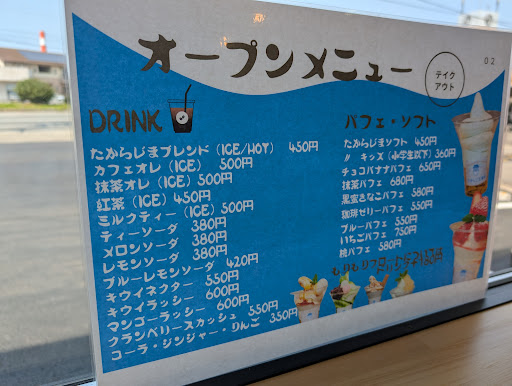 オープンメニュー
テイク
アウト
02
DRINK
たからじまブレンド (ICE/HOT) 450円
カフェオレ (ICE) 500円
抹茶オレ (ICE) 500円
紅茶 (ICE) 450円
ミルクティー (ICE) 500円
ティーソーダ 380円
メロンソーダ 380円
レモンソーダ 380円
ブルーレモンソーダ 420円
キウイネクター 550円
キウイラッシー 600円
マンゴーラッシー 600円
クランベリースカッシュ 550円
コーラ・ジンジャー・りんご 350円
パフェ・ソフト
たからじまソフト 450円
〃 キッズ (小学生以下) 360円
チョコバナナパフェ 650円
抹茶パフェ 680円
黒蜜きなこパフェ 580円
珈琲ゼリーパフェ 550円
ブルーパフェ 550円
いちごパフェ 750円
桃パフェ 580円